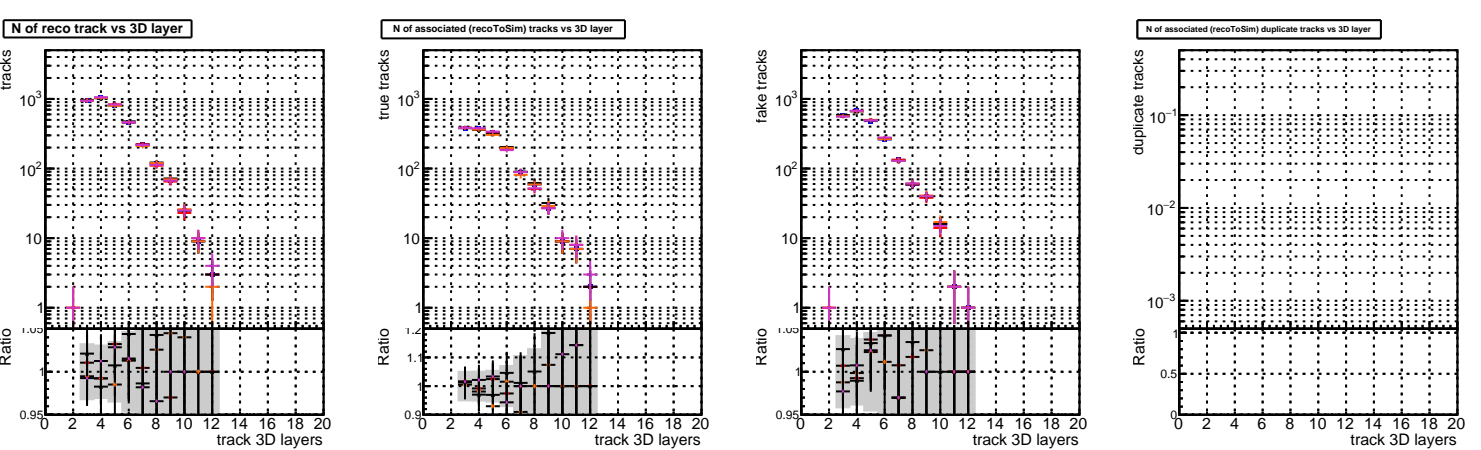 N of reco track vs 3D layer
tracks
10³
10²
10
1
Ratio
1.05
1
0.95
0 2 4 6 8 10 12 14 16 18 20
track 3D layers
N of associated (recoToSim) tracks vs 3D layer
true tracks
10³
10²
10
1
Ratio
1.2
1.1
1
0.9
0 2 4 6 8 10 12 14 16 18 20
track 3D layers
fake tracks
10³
10²
10
1
Ratio
1.05
1
0.95
0 2 4 6 8 10 12 14 16 18 20
track 3D layers
N of associated (recoToSim) duplicate tracks vs 3D layer
duplicate tracks
10⁻¹
10⁻²
10⁻³
Ratio
1
0.5
0
0 2 4 6 8 10 12 14 16 18 20
track 3D layers